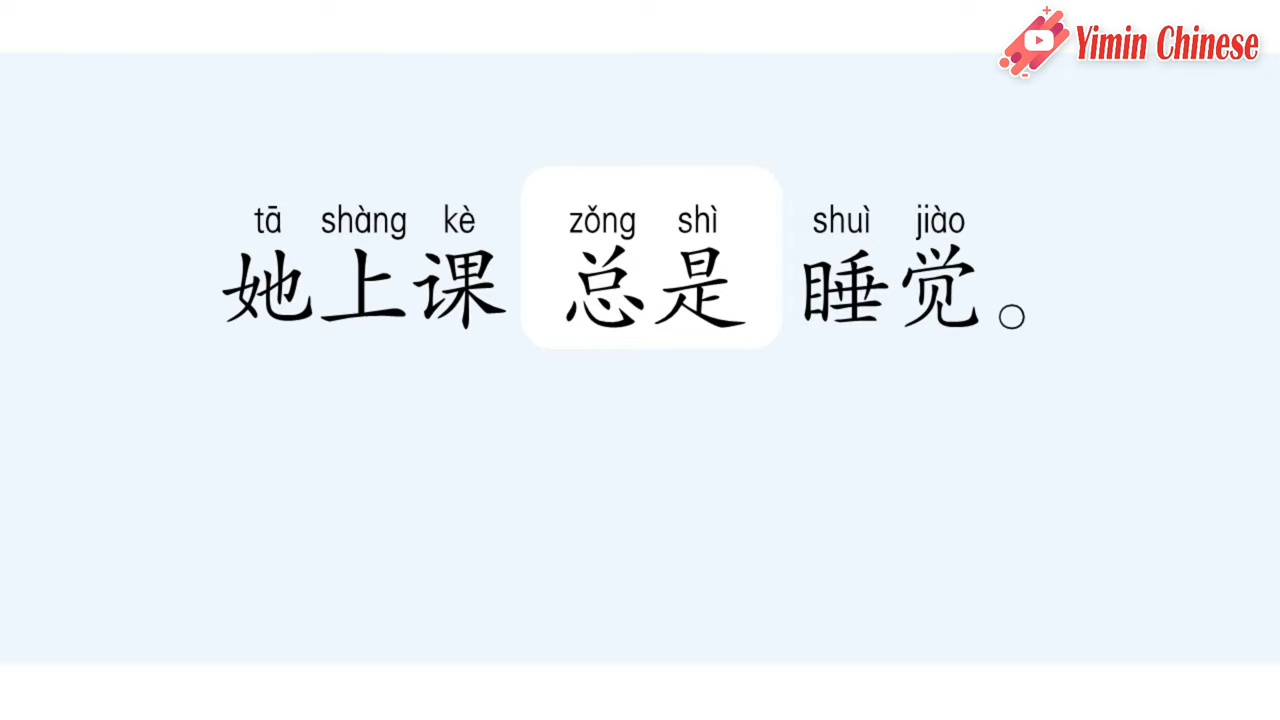 Yimin Chinese
tā shàng kè zǒng shì shuì jiào
她上课总是睡觉。